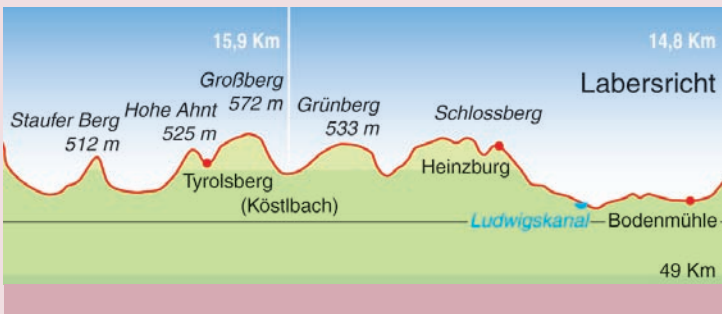 15,9 Km
14,8 Km
Großberg
572 m
Labersricht
Staufer Berg
512 m
Hohe Ahnt
525 m
Grünberg
533 m
Schlossberg
Tyrolsberg
(Köstlbach)
Heinzburg
Ludwigskanal
Bodenmühle
49 Km